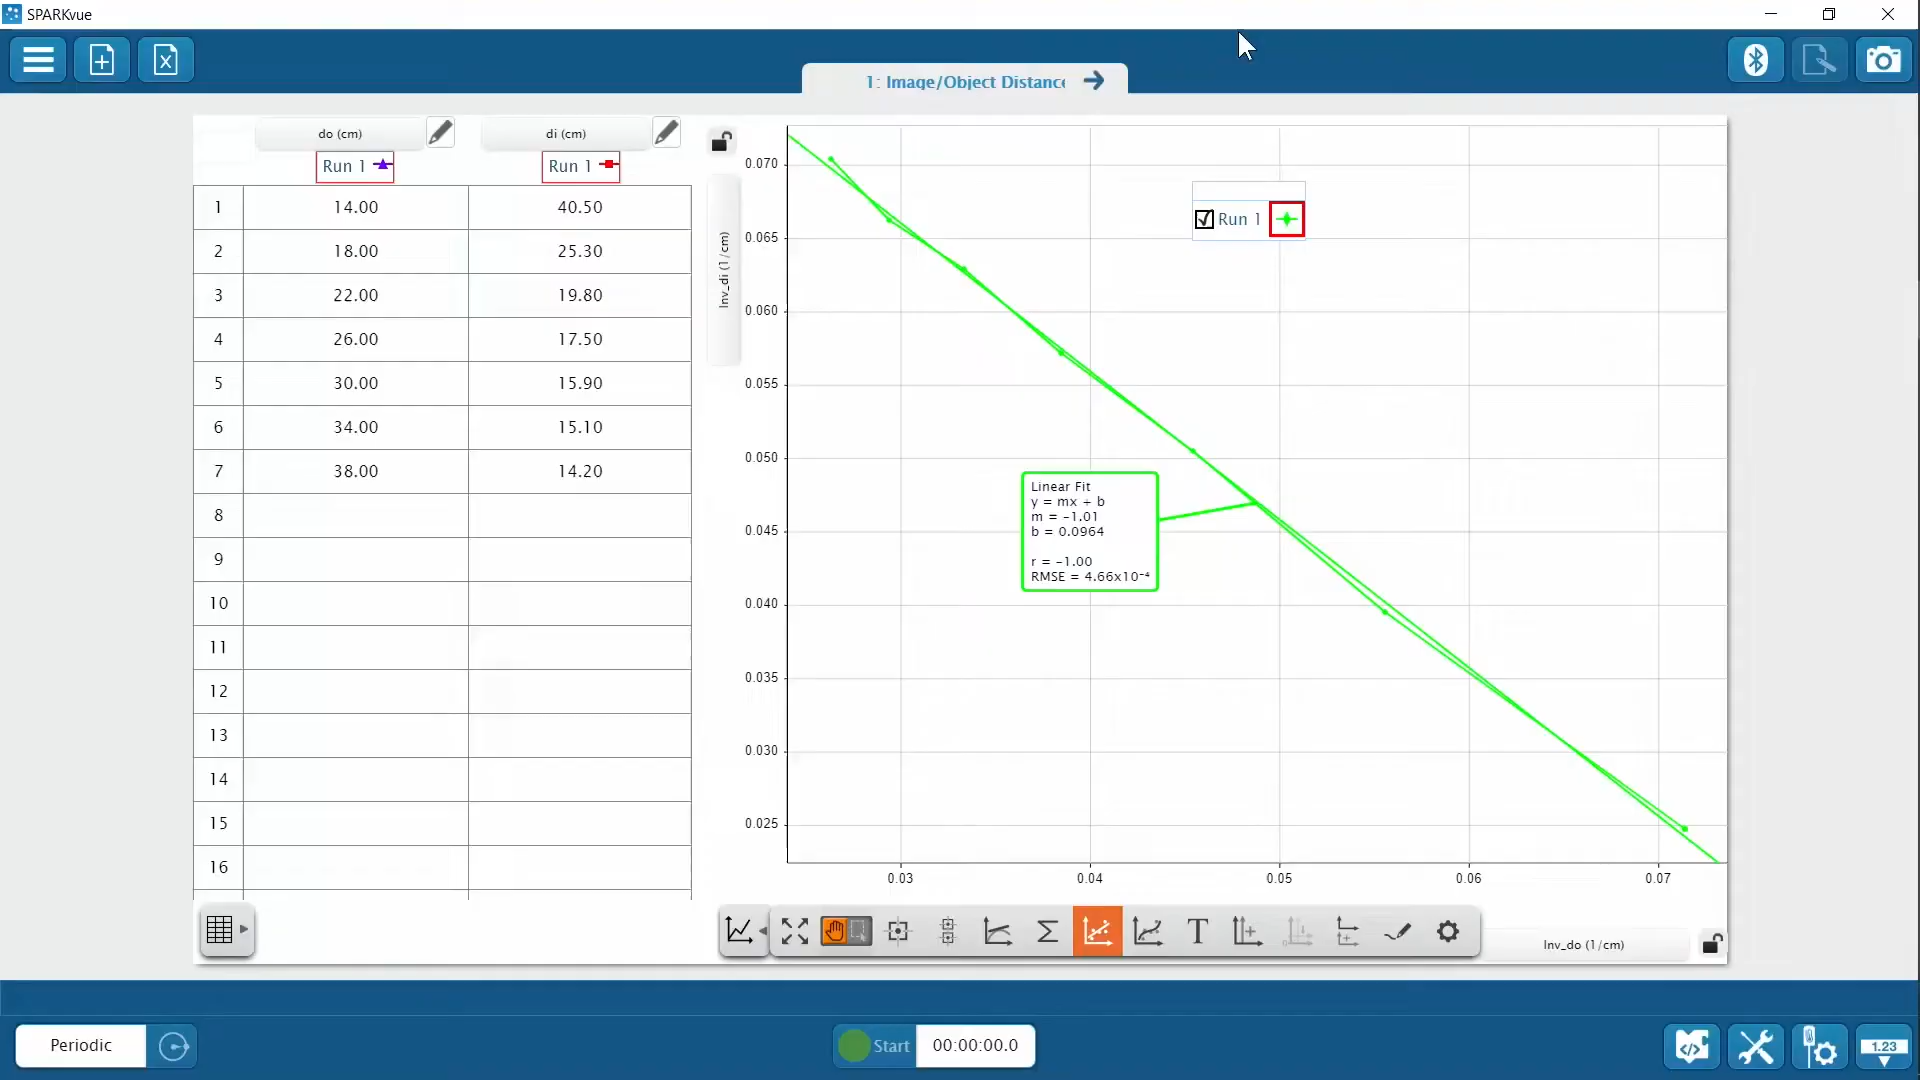 SPARKvue
1: Image/Object Distance
do (cm)
di (cm)
Run 1
Run 1
1 14.00 40.50
2 18.00 25.30
3 22.00 19.80
4 26.00 17.50
5 30.00 15.90
6 34.00 15.10
7 38.00 14.20
8
9
10
11
12
13
14
15
16
Inv_di (1/cm)
0.070
0.065
0.060
0.055
0.050
0.045
0.040
0.035
0.030
0.025
Run 1
Linear Fit
y = mx + b
m = -1.01
b = 0.0964
r = -1.00
RMSE = 4.66x10⁻⁴
0.03 0.04 0.05 0.06 0.07
Σ
T
Inv_do (1/cm)
Periodic
Start
00:00:00.0
</>
1.23